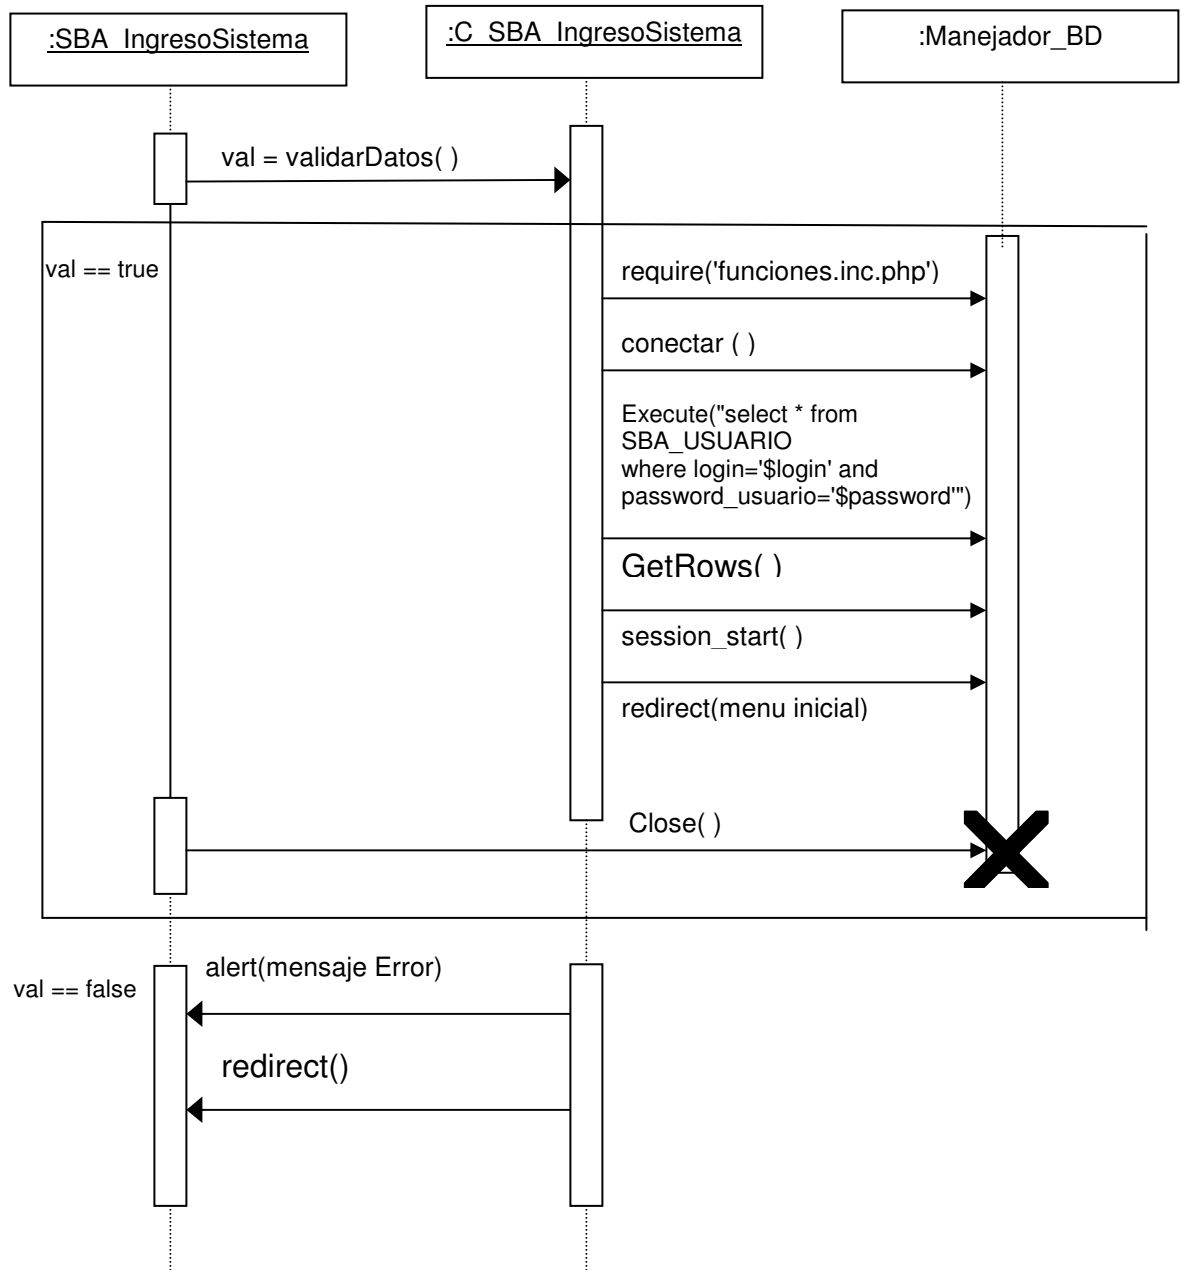 :SBA_IngresoSistema
:C_SBA_IngresoSistema
:Manejador_BD
val = validarDatos( )
val == true
require('funciones.inc.php')
conectar ( )
Execute("select * from
SBA_USUARIO
where login='$login' and
password_usuario='$password'")
GetRows( )
session_start( )
redirect(menu inicial)
Close( )
alert(mensaje Error)
val == false
redirect()